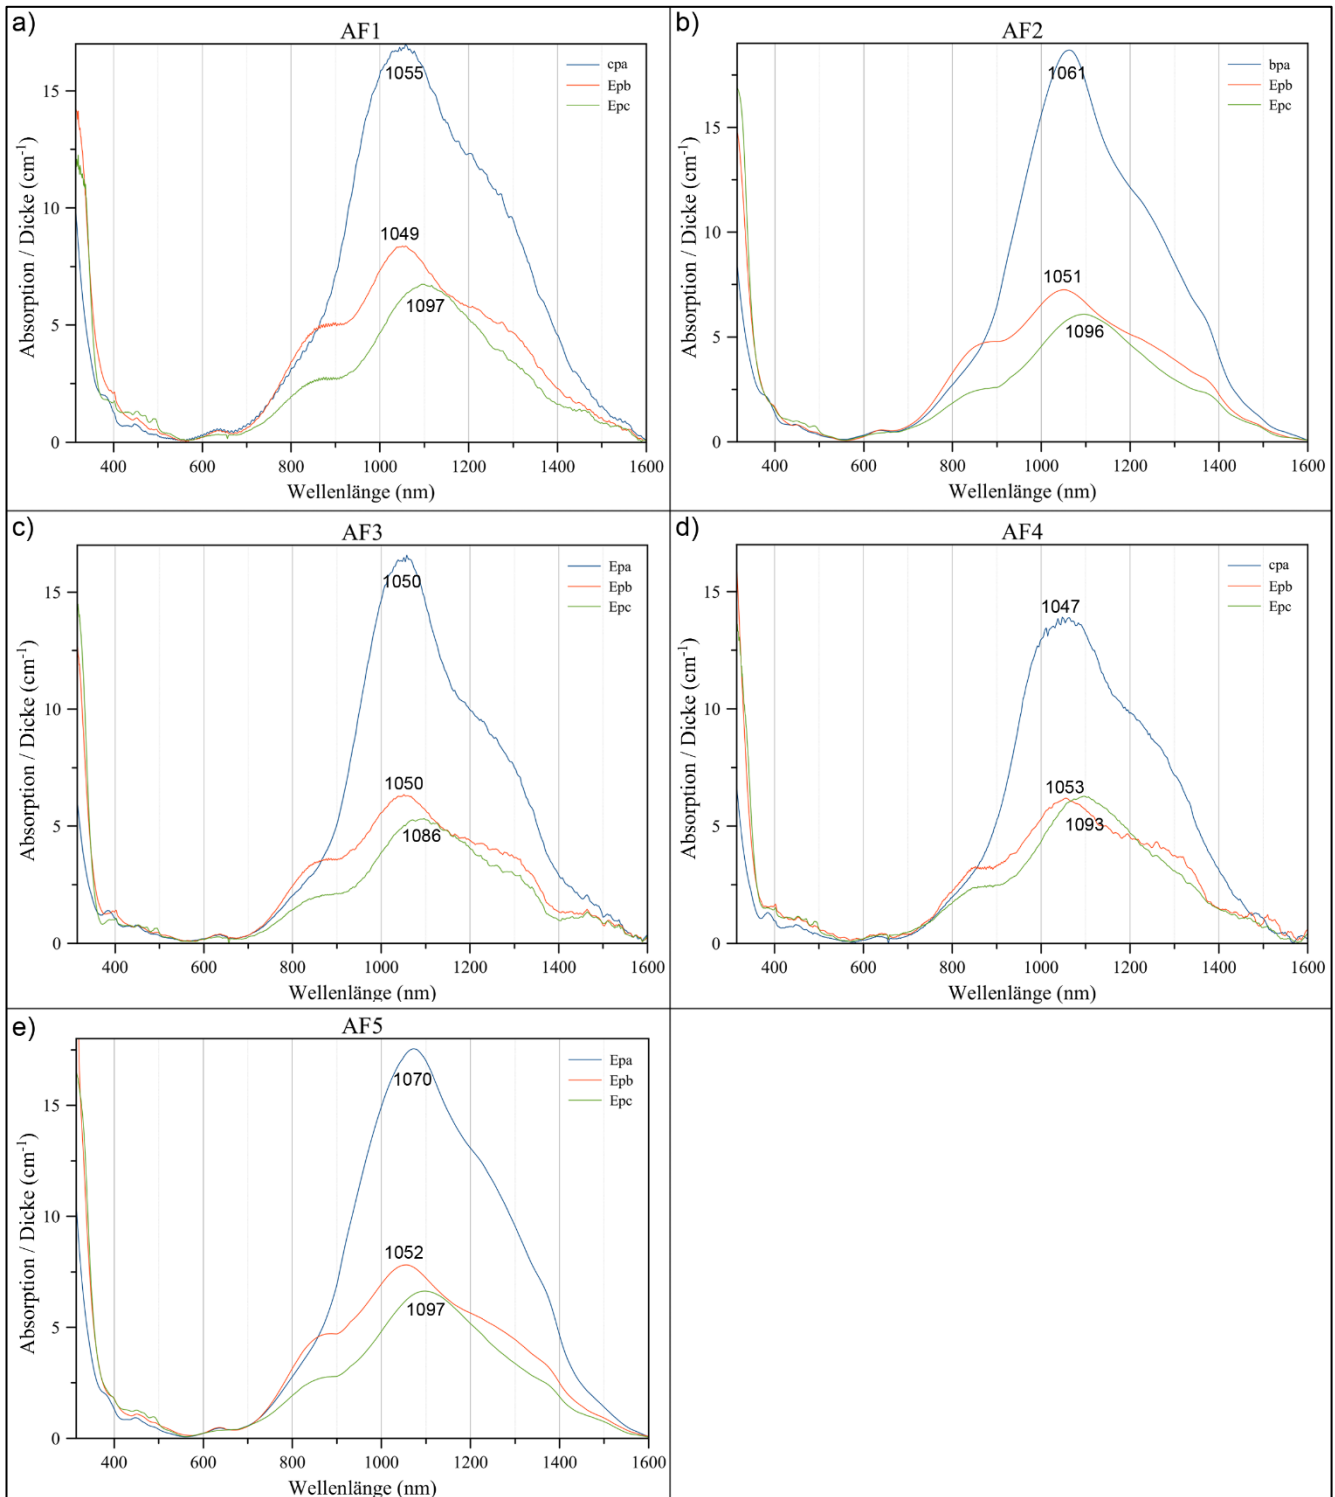 a)
AF1
cpa
Epb
Epc
1055
1049
1097
15
10
5
0
Absorption / Dicke (cm⁻¹)
400 600 800 1000 1200 1400 1600
Wellenlänge (nm)
b)
AF2
bpa
Epb
Epc
1061
1051
1096
15
10
5
0
Absorption / Dicke (cm⁻¹)
400 600 800 1000 1200 1400 1600
Wellenlänge (nm)
c)
AF3
Epa
Epb
Epc
1050
1050
1086
15
10
5
0
Absorption / Dicke (cm⁻¹)
400 600 800 1000 1200 1400 1600
Wellenlänge (nm)
d)
AF4
cpa
Epb
Epc
1047
1053
1093
15
10
5
0
Absorption / Dicke (cm⁻¹)
400 600 800 1000 1200 1400 1600
Wellenlänge (nm)
e)
AF5
Epa
Epb
Epc
1070
1052
1097
15
10
5
0
Absorption / Dicke (cm⁻¹)
400 600 800 1000 1200 1400 1600
Wellenlänge (nm)